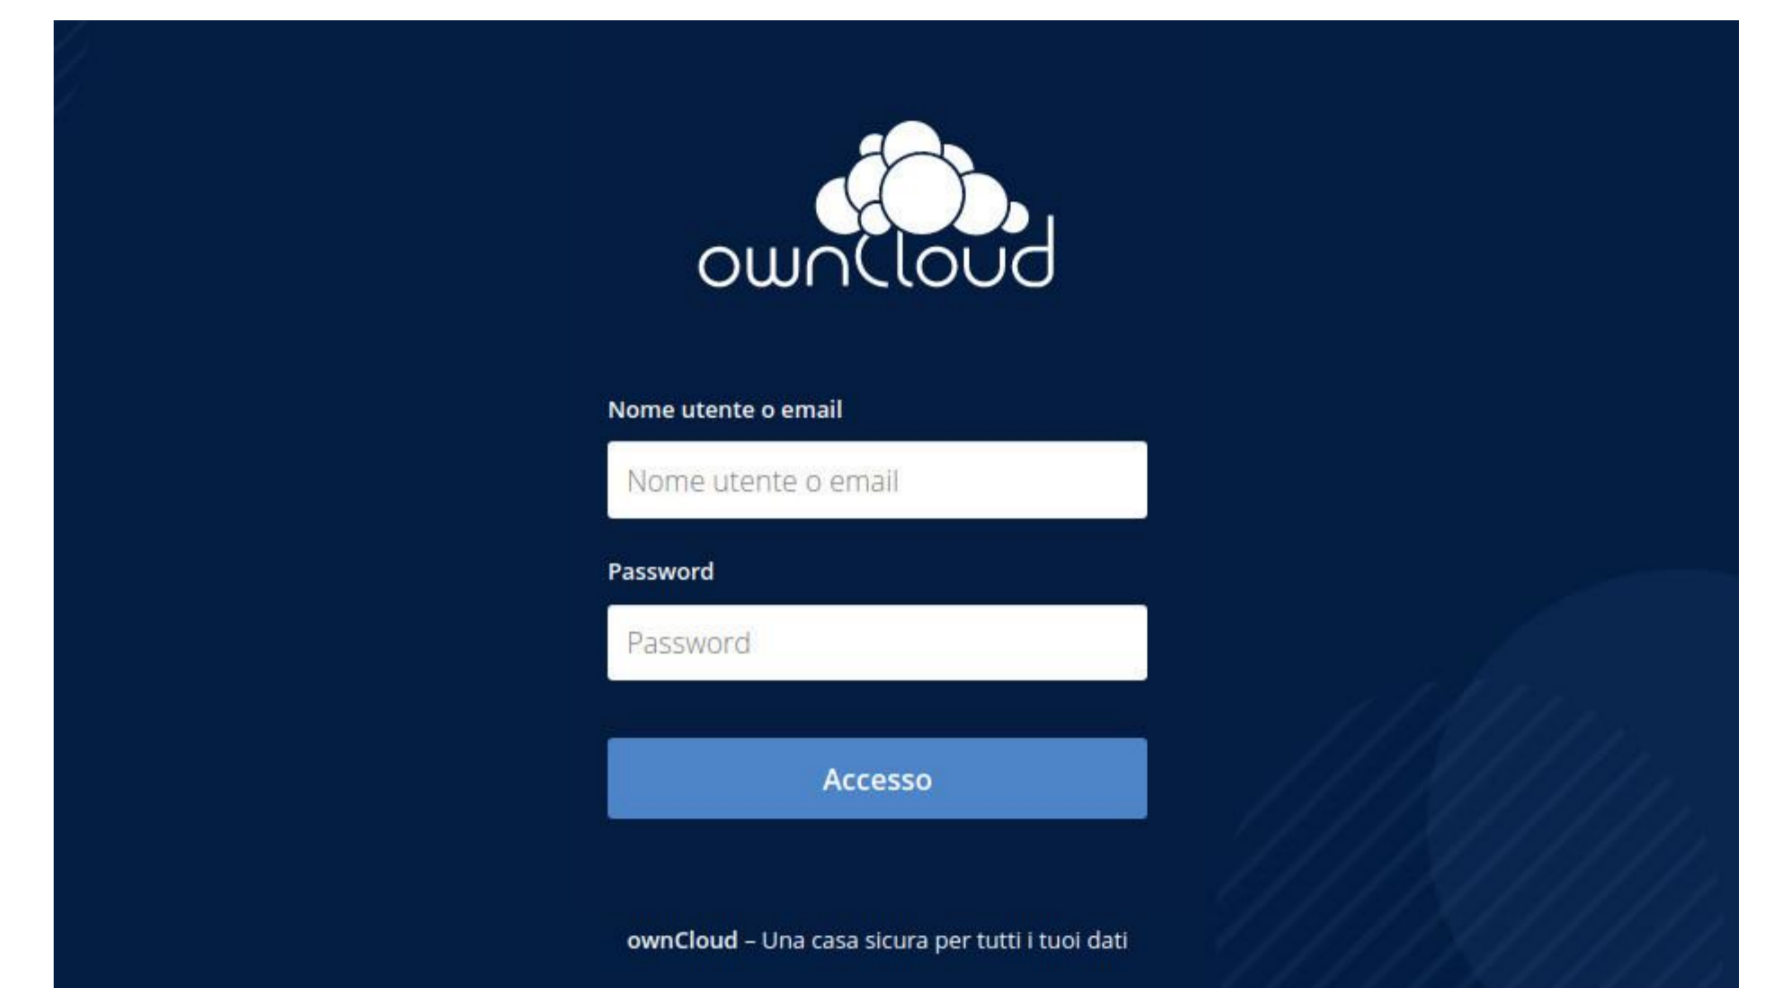 ownCloud
Nome utente o email
Nome utente o email
Password
Password
Accesso
ownCloud – Una casa sicura per tutti i tuoi dati